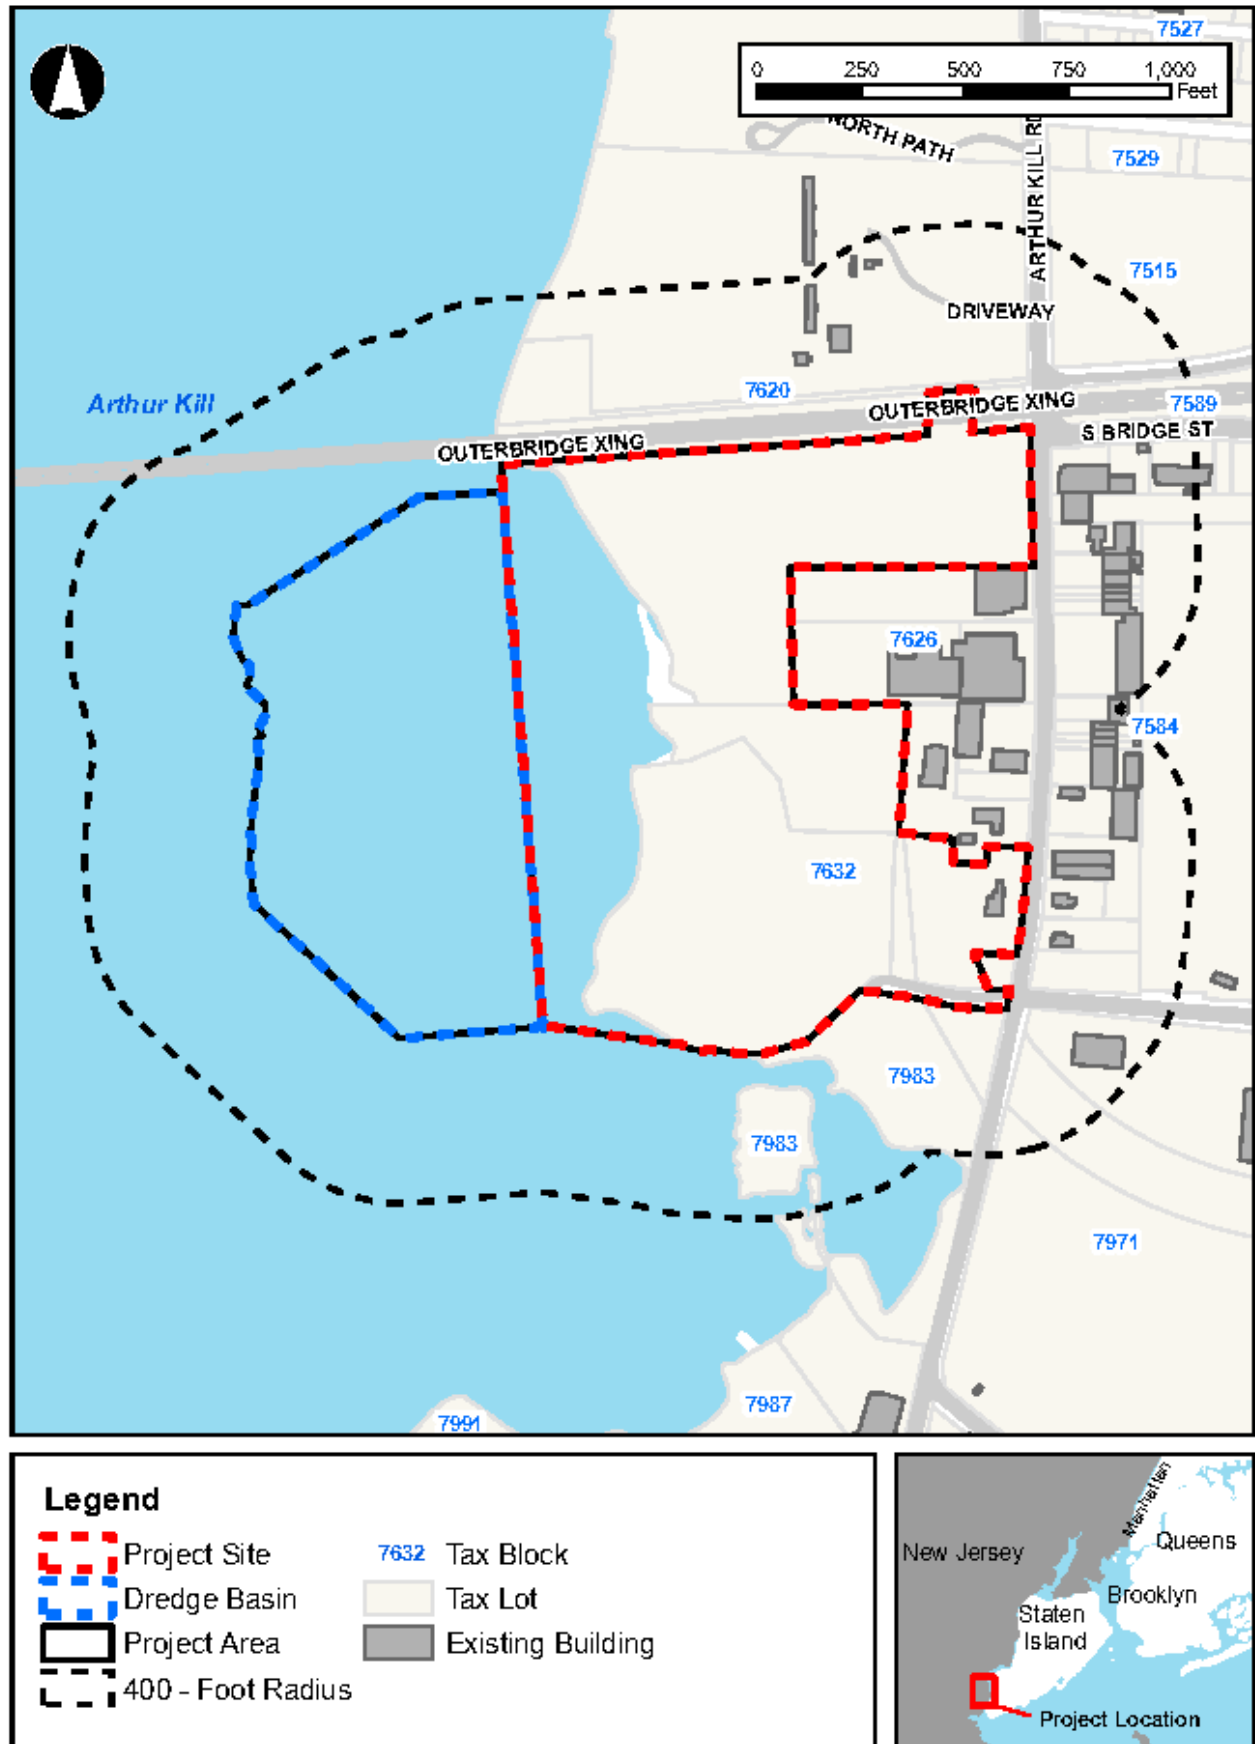 7527
0 250 500 750 1,000
Feet
NORTH PATH
ARTHUR KILL RD
7529
7515
DRIVEWAY
7620
Arthur Kill
OUTERBRIDGE XING
7589
OUTERBRIDGE XING
S BRIDGE ST
7626
7584
7632
7983
7983
7971
7987
7991
Legend
Project Site
Dredge Basin
Project Area
400 - Foot Radius
7632 Tax Block
Tax Lot
Existing Building
Manhattan
New Jersey
Queens
Brooklyn
Staten
Island
Project Location